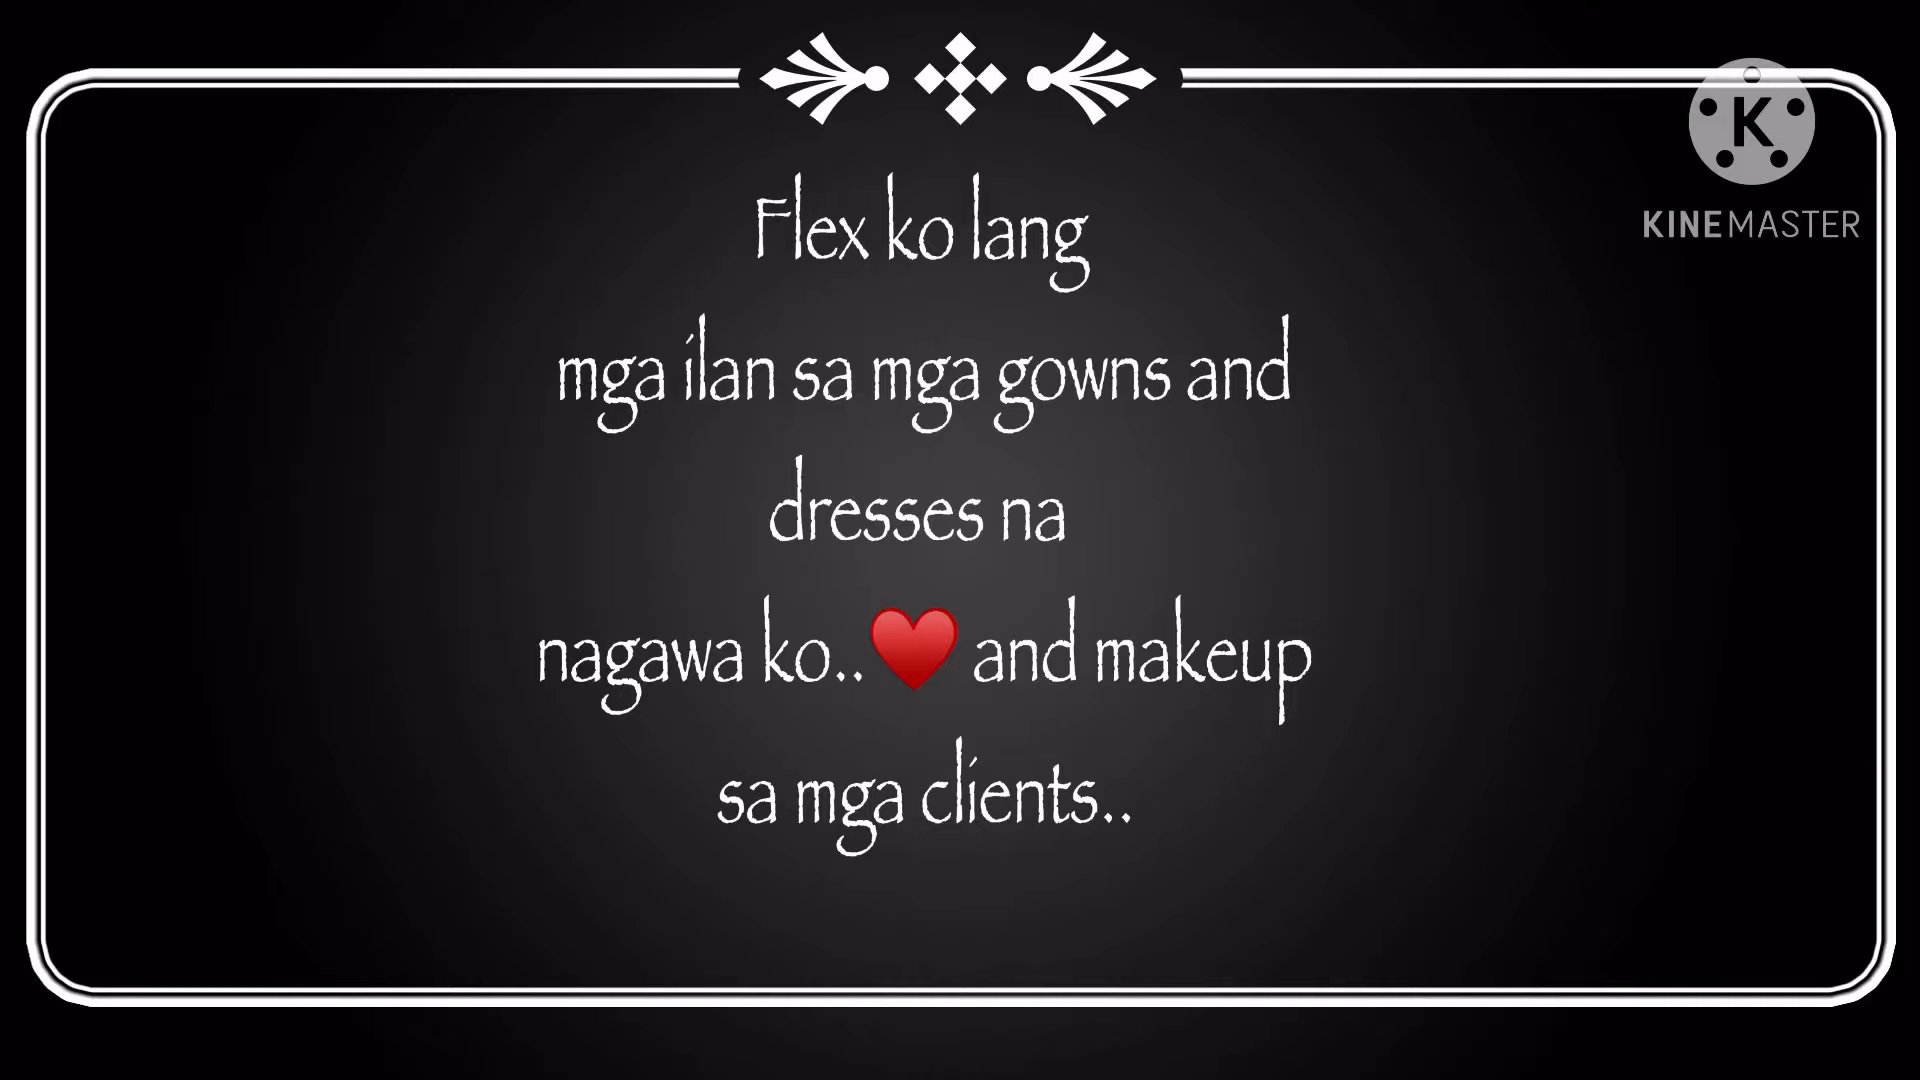 Flex ko lang
K
KINEMASTER
mga ilan sa mga gowns and
dresses na
nagawa ko..♥️ and makeup
sa mga clients..